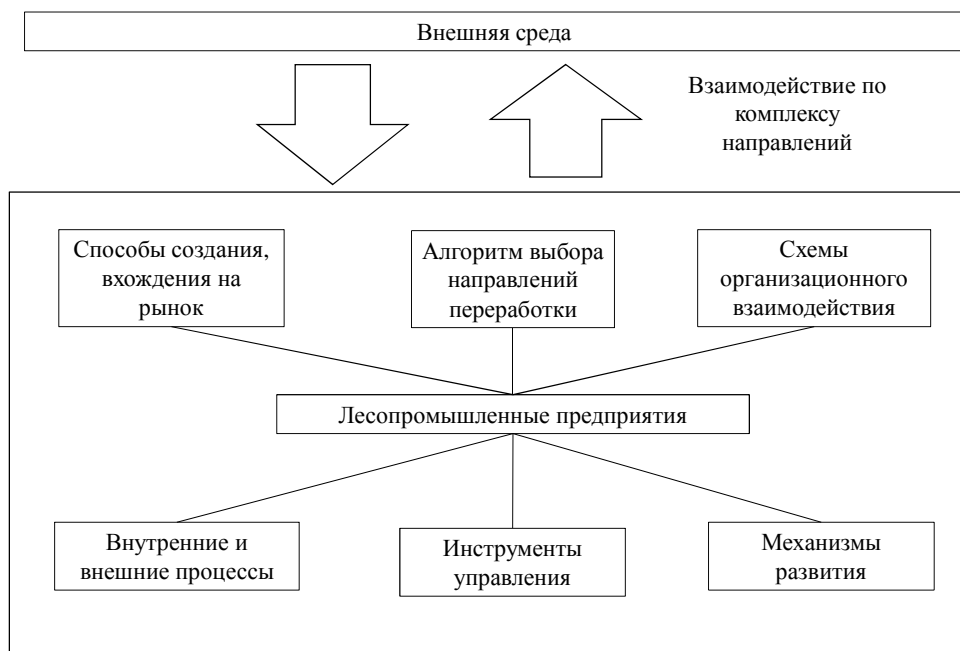 Внешняя среда
Взаимодействие по
комплексу
направлений
Способы создания,
вхождения на
рынок
Алгоритм выбора
направлений
переработки
Схемы
организационного
взаимодействия
Лесопромышленные предприятия
Внутренние и
внешние процессы
Инструменты
управления
Механизмы
развития